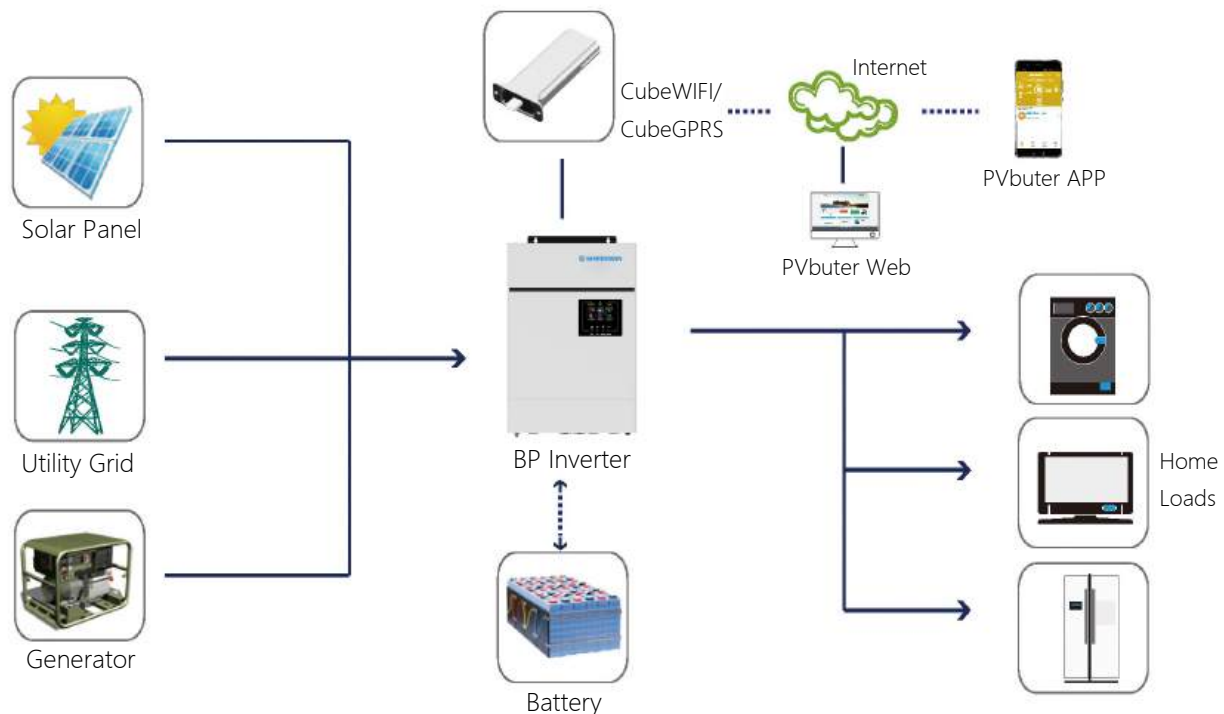 CubeWIFI/
CubeGPRS
Internet
PVbuter APP
PVbuter Web
Solar Panel
Utility Grid
Generator
BP Inverter
Battery
Home
Loads